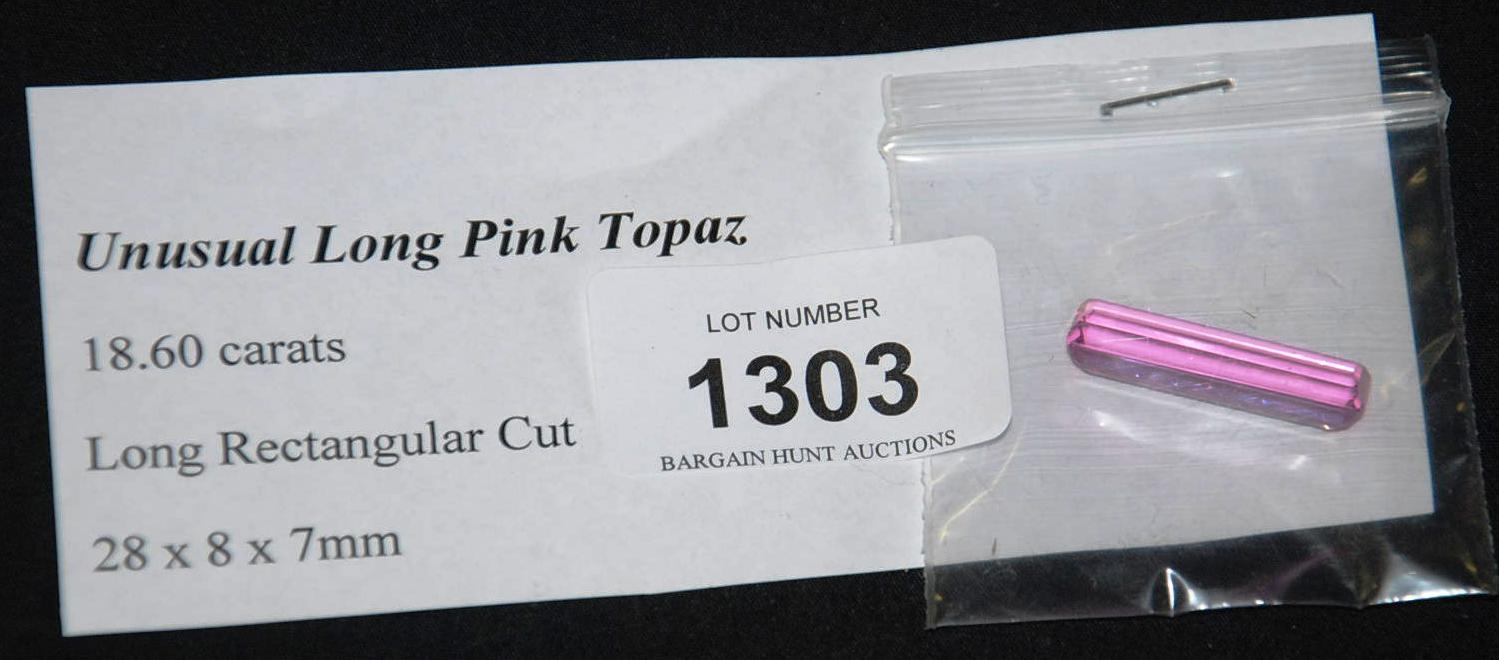 Unusual Long Pink Topaz
18.60 carats
Long Rectangular Cut
28 x 8 x 7mm
LOT NUMBER
1303
BARGAIN HUNT AUCTIONS